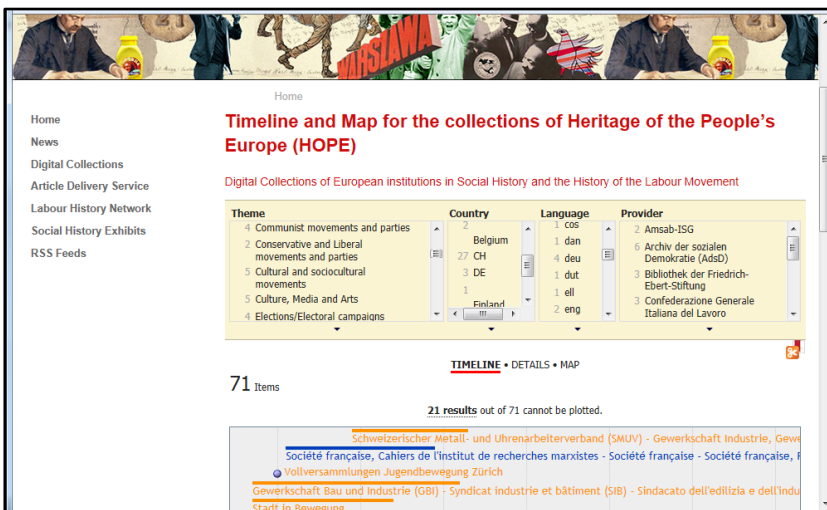 WARSLAWA
Home
Home
News
Digital Collections
Article Delivery Service
Labour History Network
Social History Exhibits
RSS Feeds
Timeline and Map for the collections of Heritage of the People's
Europe (HOPE)
Digital Collections of European institutions in Social History and the History of the Labour Movement
Theme
4 Communist movements and parties
2 Conservative and Liberal
movements and parties
5 Cultural and sociocultural
movements
5 Culture, Media and Arts
4 Elections/Electoral campaigns
Country
2
Belgium
27 CH
3 DE
1
Finland
Language
1 cos
1 dan
4 deu
1 dut
1 ell
2 eng
Provider
2 Amsab-ISG
6 Archiv der sozialen
Demokratie (AdsD)
3 Bibliothek der Friedrich-
Ebert-Stiftung
3 Confederazione Generale
Italiana del Lavoro
TIMELINE • DETAILS • MAP
71 Items
21 results out of 71 cannot be plotted.
Schweizerischer Metall- und Uhrenarbeiterverband (SMUV) - Gewerkschaft Industrie, Gewe
Société française, Cahiers de l'institut de recherches marxistes - Société française - Société française, F
Vollversammlungen Jugendbewegung Zürich
Gewerkschaft Bau und Industrie (GBI) - Syndicat industrie et bâtiment (SIB) - Sindacato dell'edilizia e dell'indu
Stadt in Bewegung